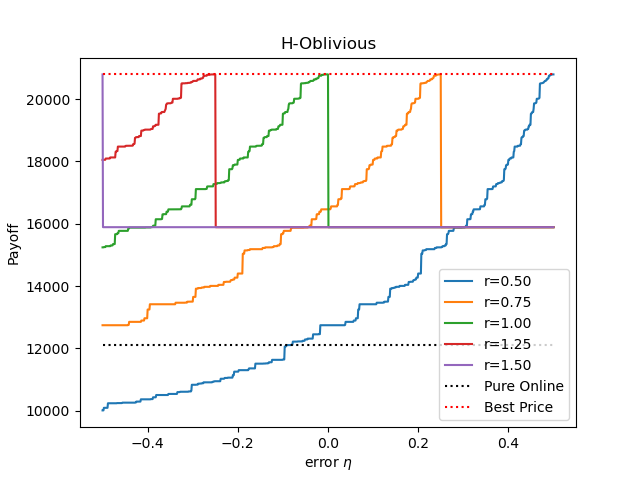 H-Oblivious
Payoff
20000
18000
16000
14000
12000
10000
−0.4
−0.2
0.0
0.2
0.4
error η
r=0.50
r=0.75
r=1.00
r=1.25
r=1.50
Pure Online
Best Price